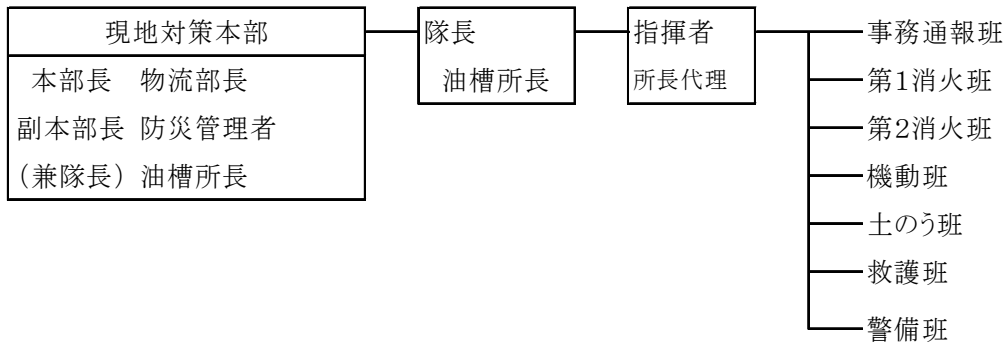 現地対策本部
本部長 物流部長
副本部長 防災管理者
(兼隊長) 油槽所長
隊長
油槽所長
指揮者
所長代理
事務通報班
第1消火班
第2消火班
機動班
土のう班
救護班
警備班